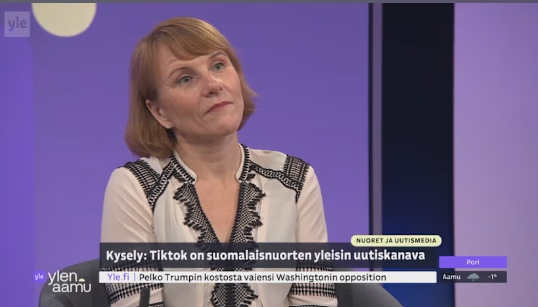 yle
NUORET JA UUTISMEDIA
Kysely: Tiktok on suomalaisnuorten yleisin uutiskanava
Pori
yle ylen aamu
Yle.fi | Pelko Trumpin kostosta vaiensi Washingtonin opposition
Aamu -1°